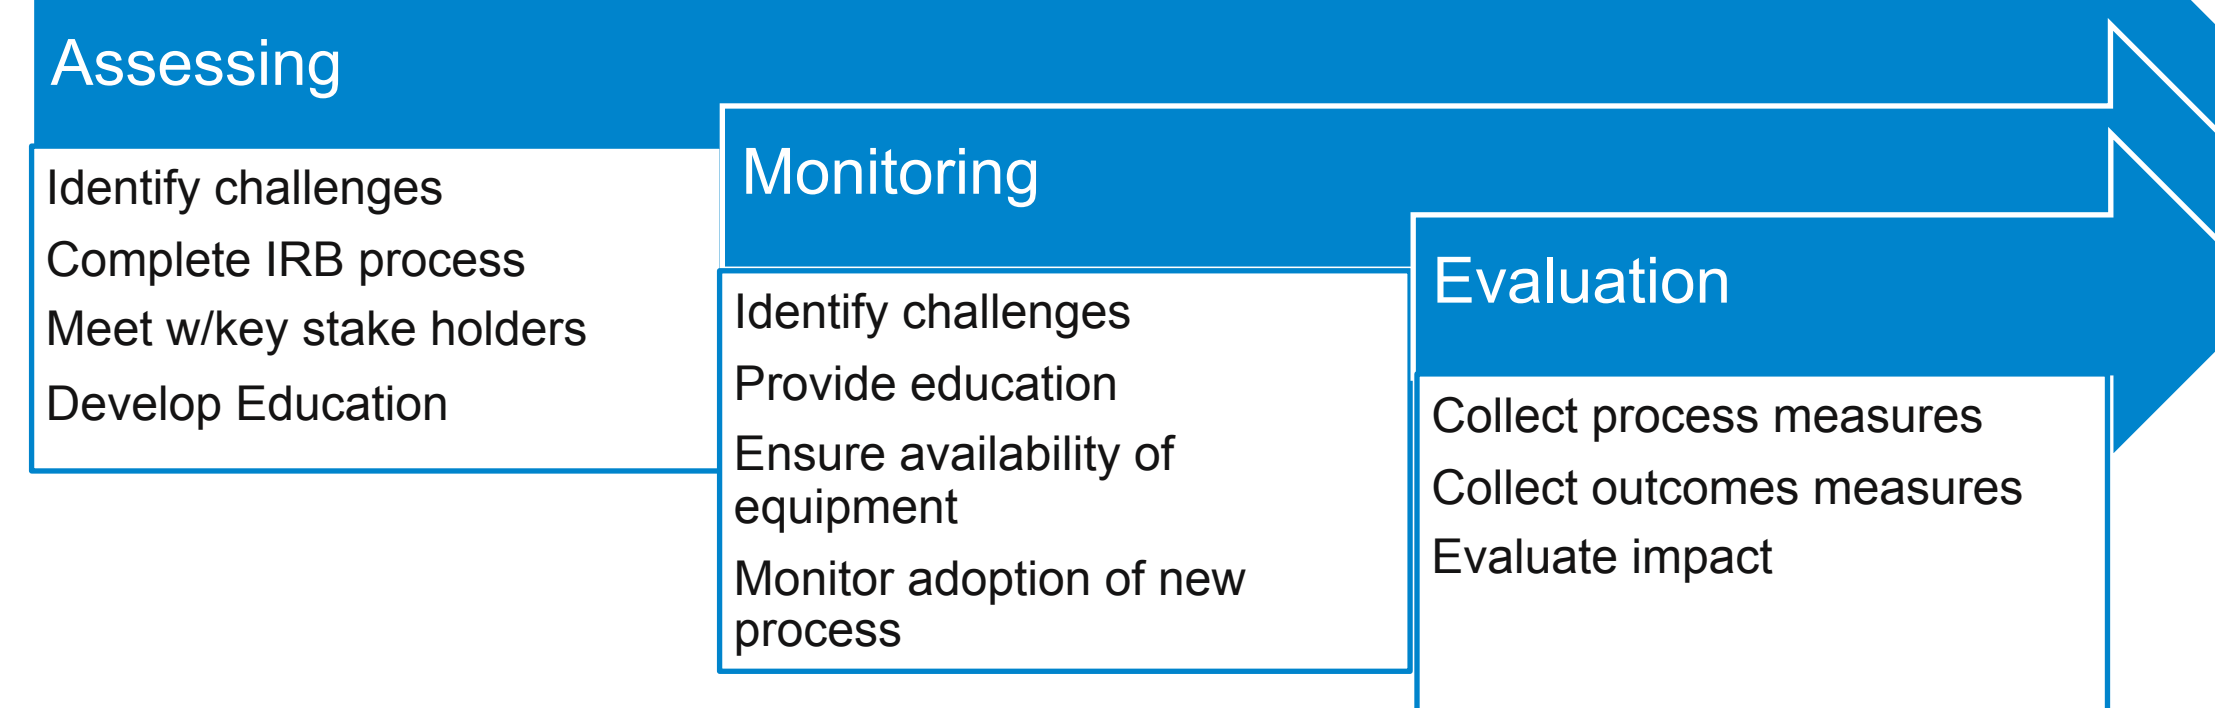 Assessing
Identify challenges
Complete IRB process
Meet w/key stake holders
Develop Education
Monitoring
Identify challenges
Provide education
Ensure availability of
equipment
Monitor adoption of new
process
Evaluation
Collect process measures
Collect outcomes measures
Evaluate impact